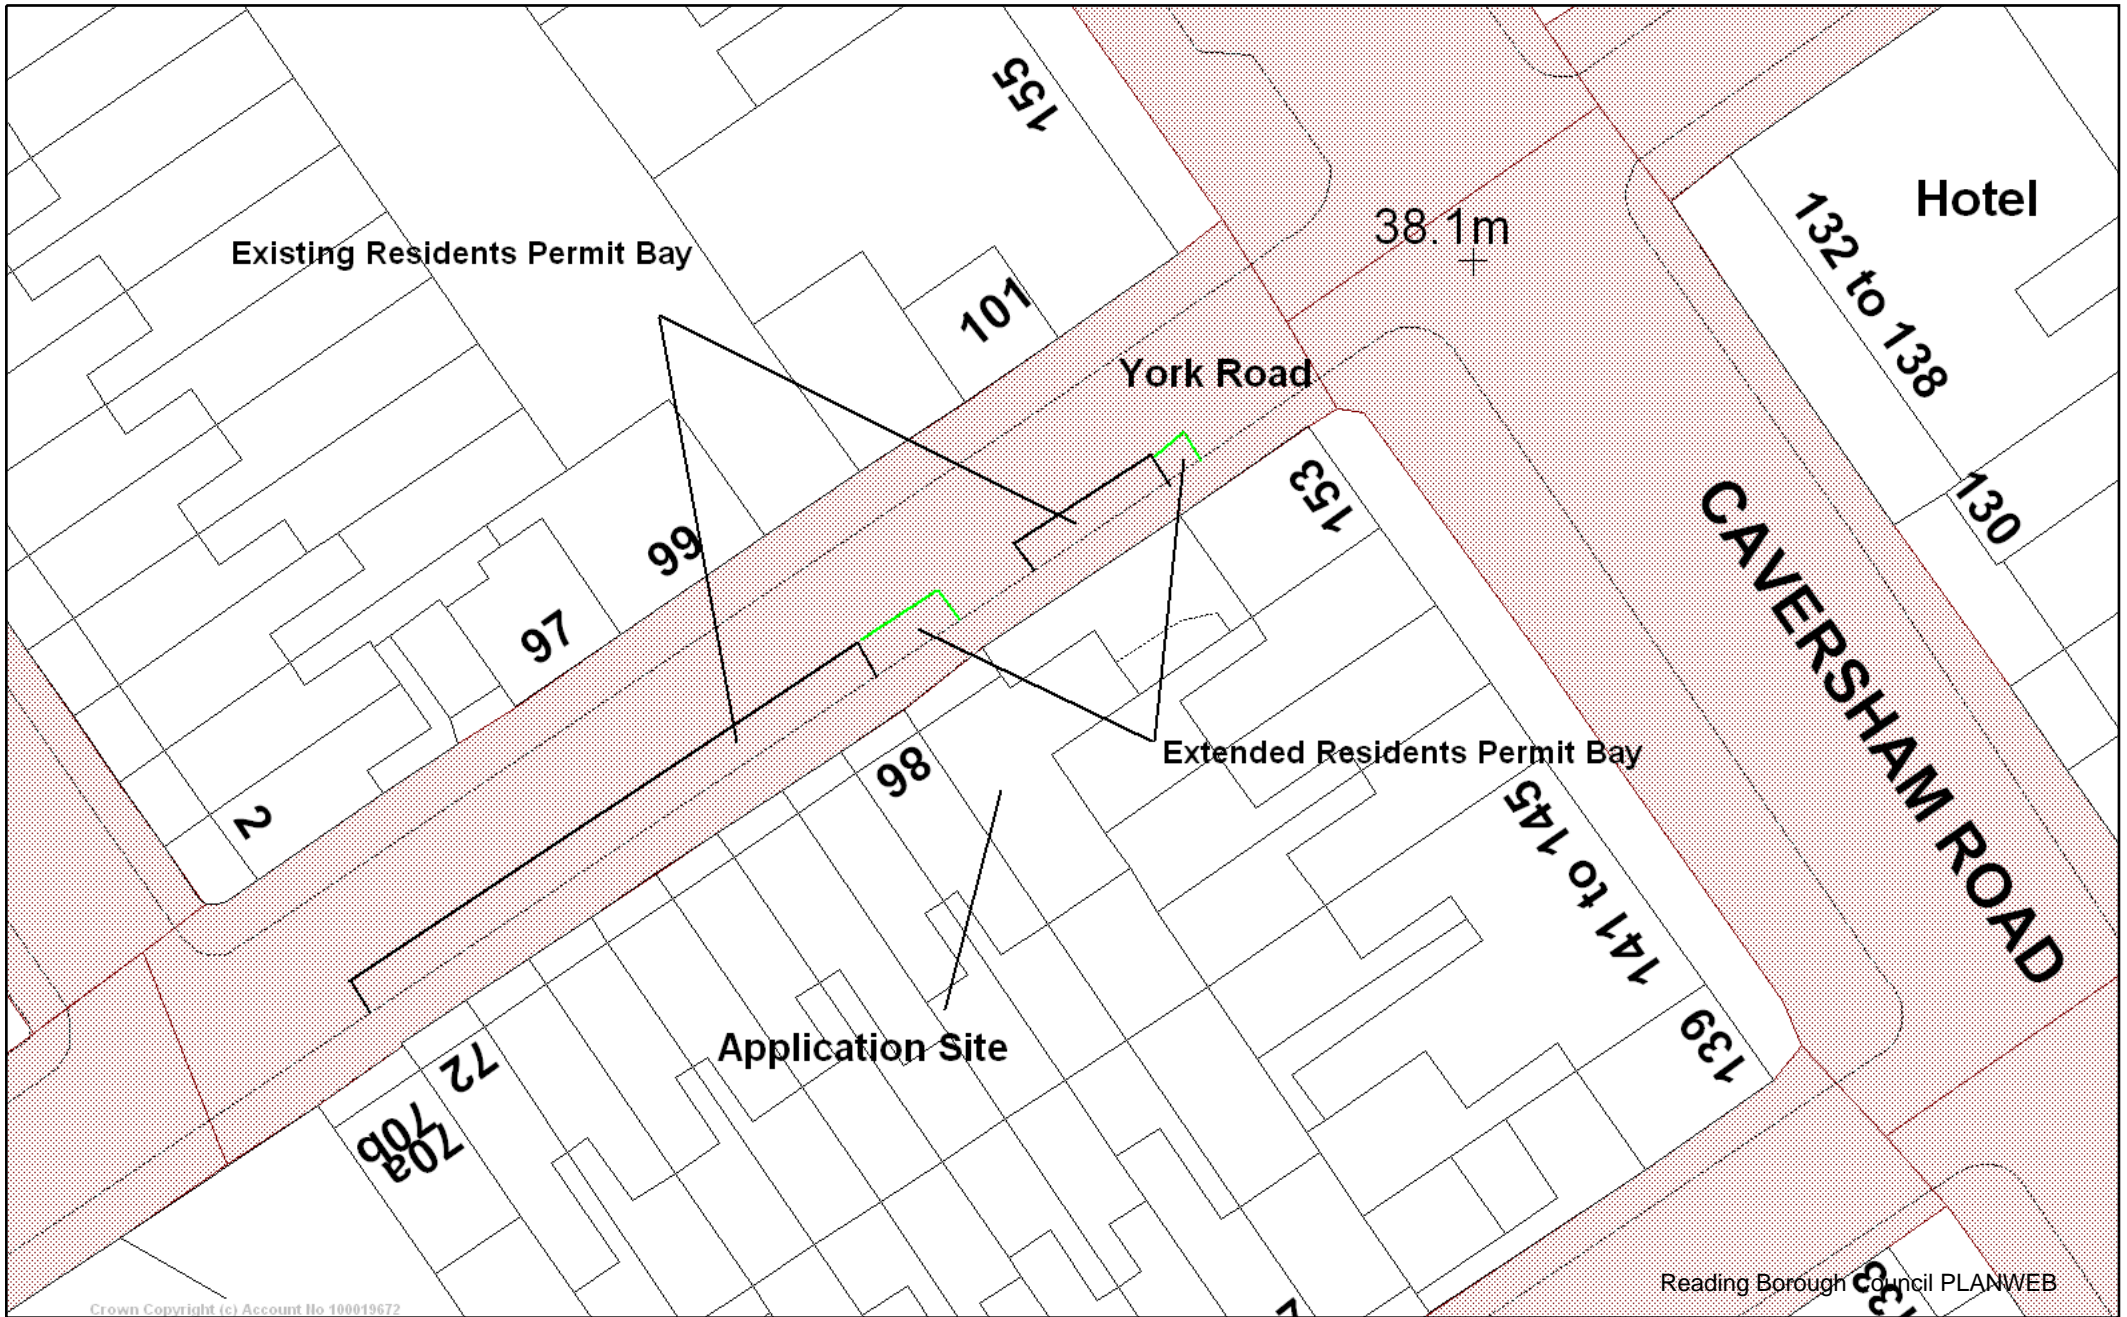 155
Hotel
38.1m
132 to 138
Existing Residents Permit Bay
101
York Road
153
130
99
97
CAVERSHAM ROAD
Extended Residents Permit Bay
98
2
141 to 145
139
Application Site
72
70b
70a
Reading Borough Council PLANWEB
Crown Copyright (c) Account No 100019672